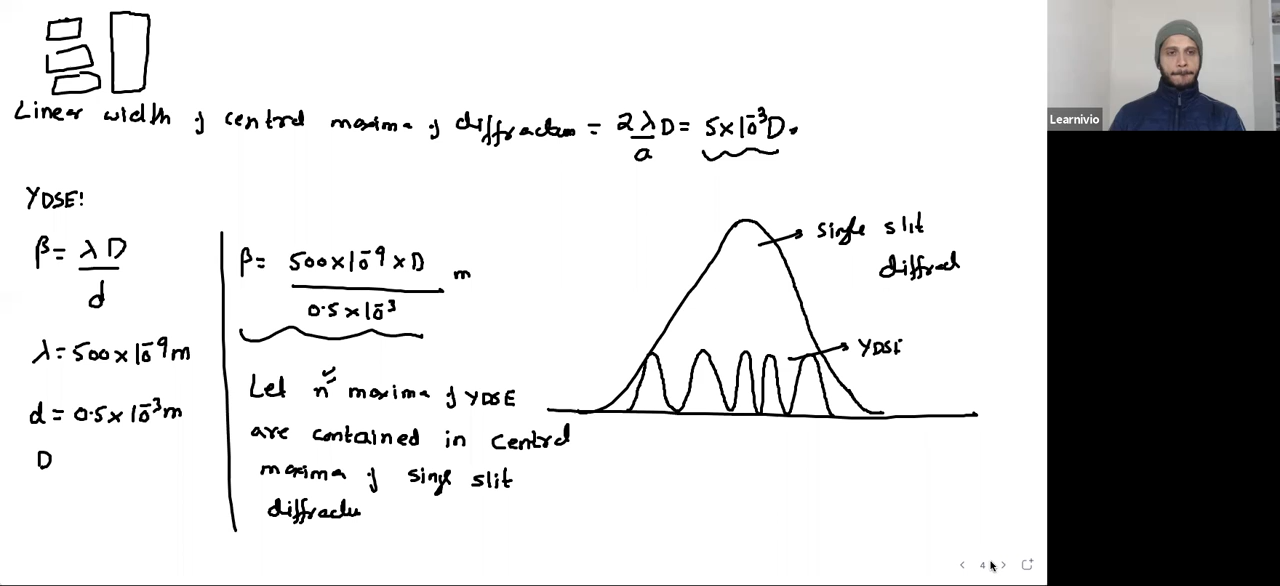 Linear width of central maxima of diffraction = 2λ/a D = 5×10⁻³D.
YDSE:
β = λD/d
λ = 500×10⁻⁹m
d = 0.5×10⁻³m
D
β = 500×10⁻⁹×D / 0.5×10⁻³ m
Let n maxima of YDSE
are contained in central
maxima of single slit
diffractn
single slit
diffract
YDSE
Learnivio
4